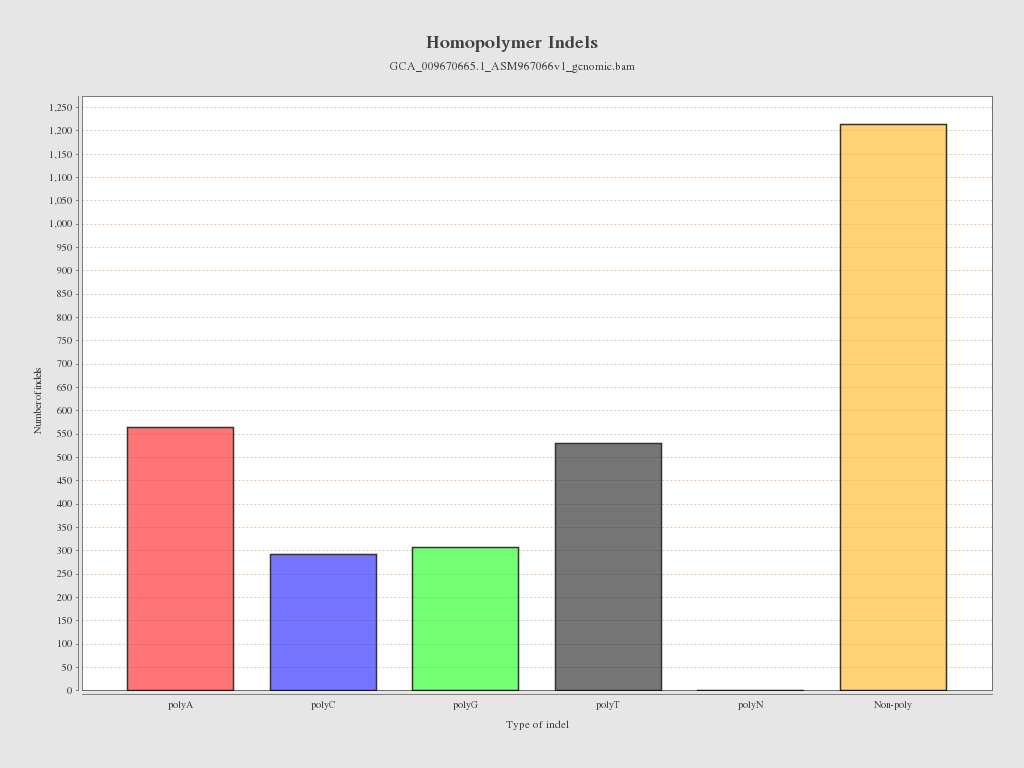 Homopolymer Indels
GCA_009670665.1_ASM967066v1_genomic.bam
1,250
1,200
1,150
1,100
1,050
1,000
950
900
850
800
750
700
650
600
550
500
450
400
350
300
250
200
150
100
50
0
Number of indels
polyA
polyC
polyG
polyT
polyN
Non-poly
Type of indel